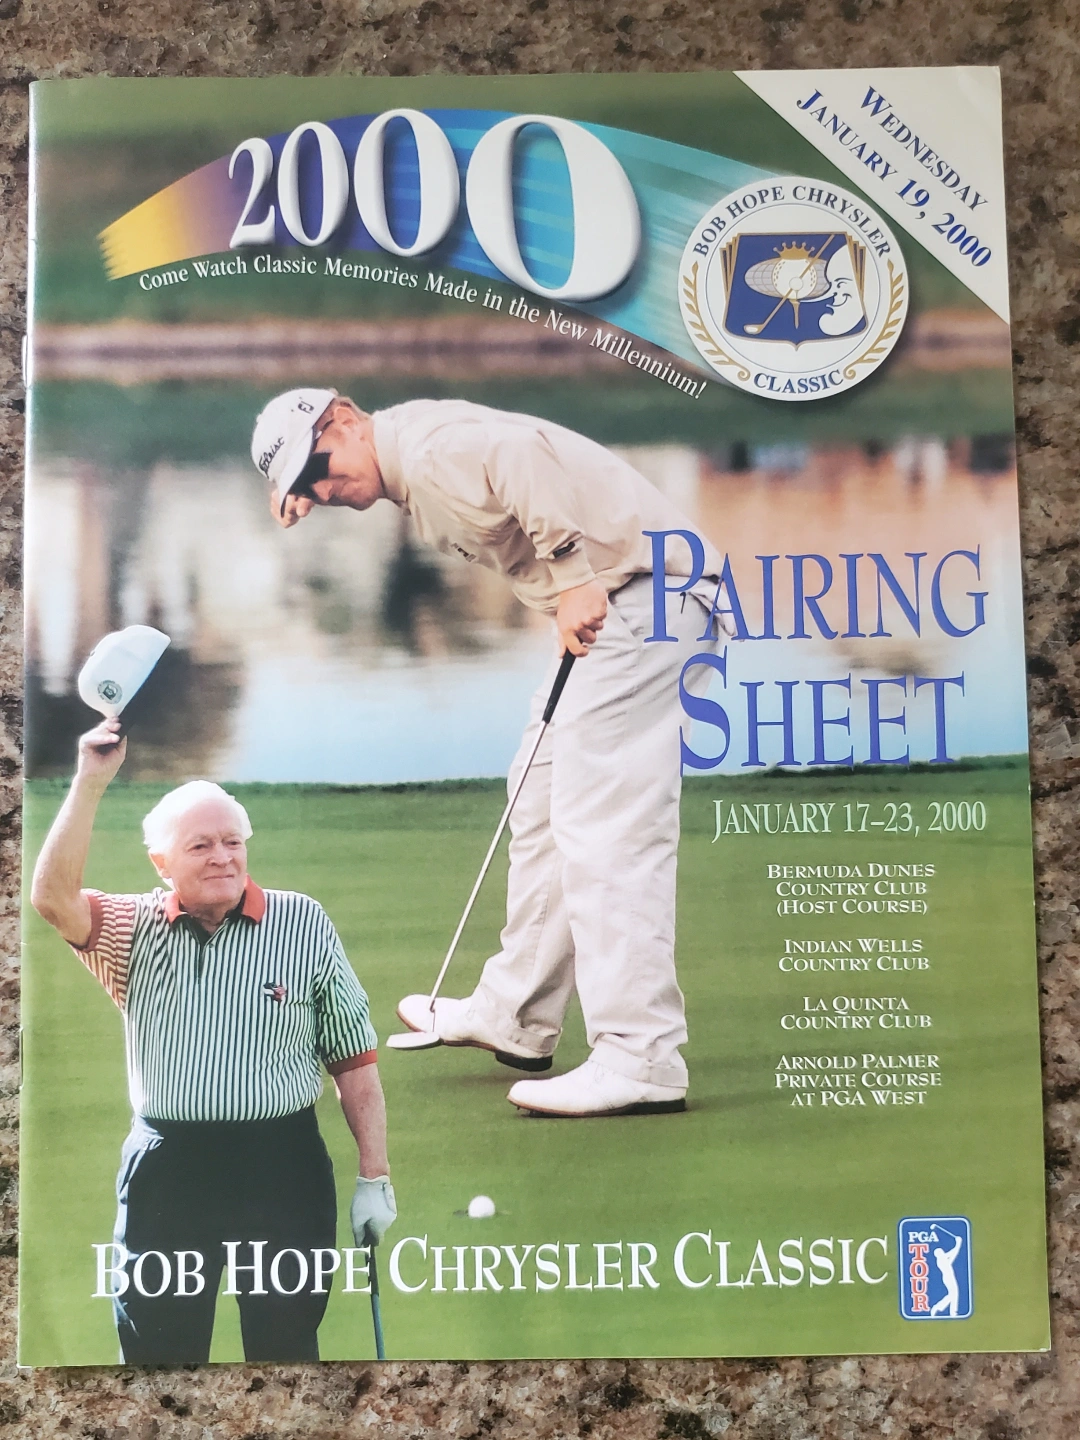 WEDNESDAY
JANUARY 19, 2000
2000
Come Watch Classic Memories Made in the New Millennium!
BOB HOPE CHRYSLER
CLASSIC
FJ
Titleist
PAIRING
SHEET
JANUARY 17–23, 2000
BERMUDA DUNES
COUNTRY CLUB
(HOST COURSE)
INDIAN WELLS
COUNTRY CLUB
LA QUINTA
COUNTRY CLUB
ARNOLD PALMER
PRIVATE COURSE
AT PGA WEST
BOB HOPE CHRYSLER CLASSIC
PGA
TOUR